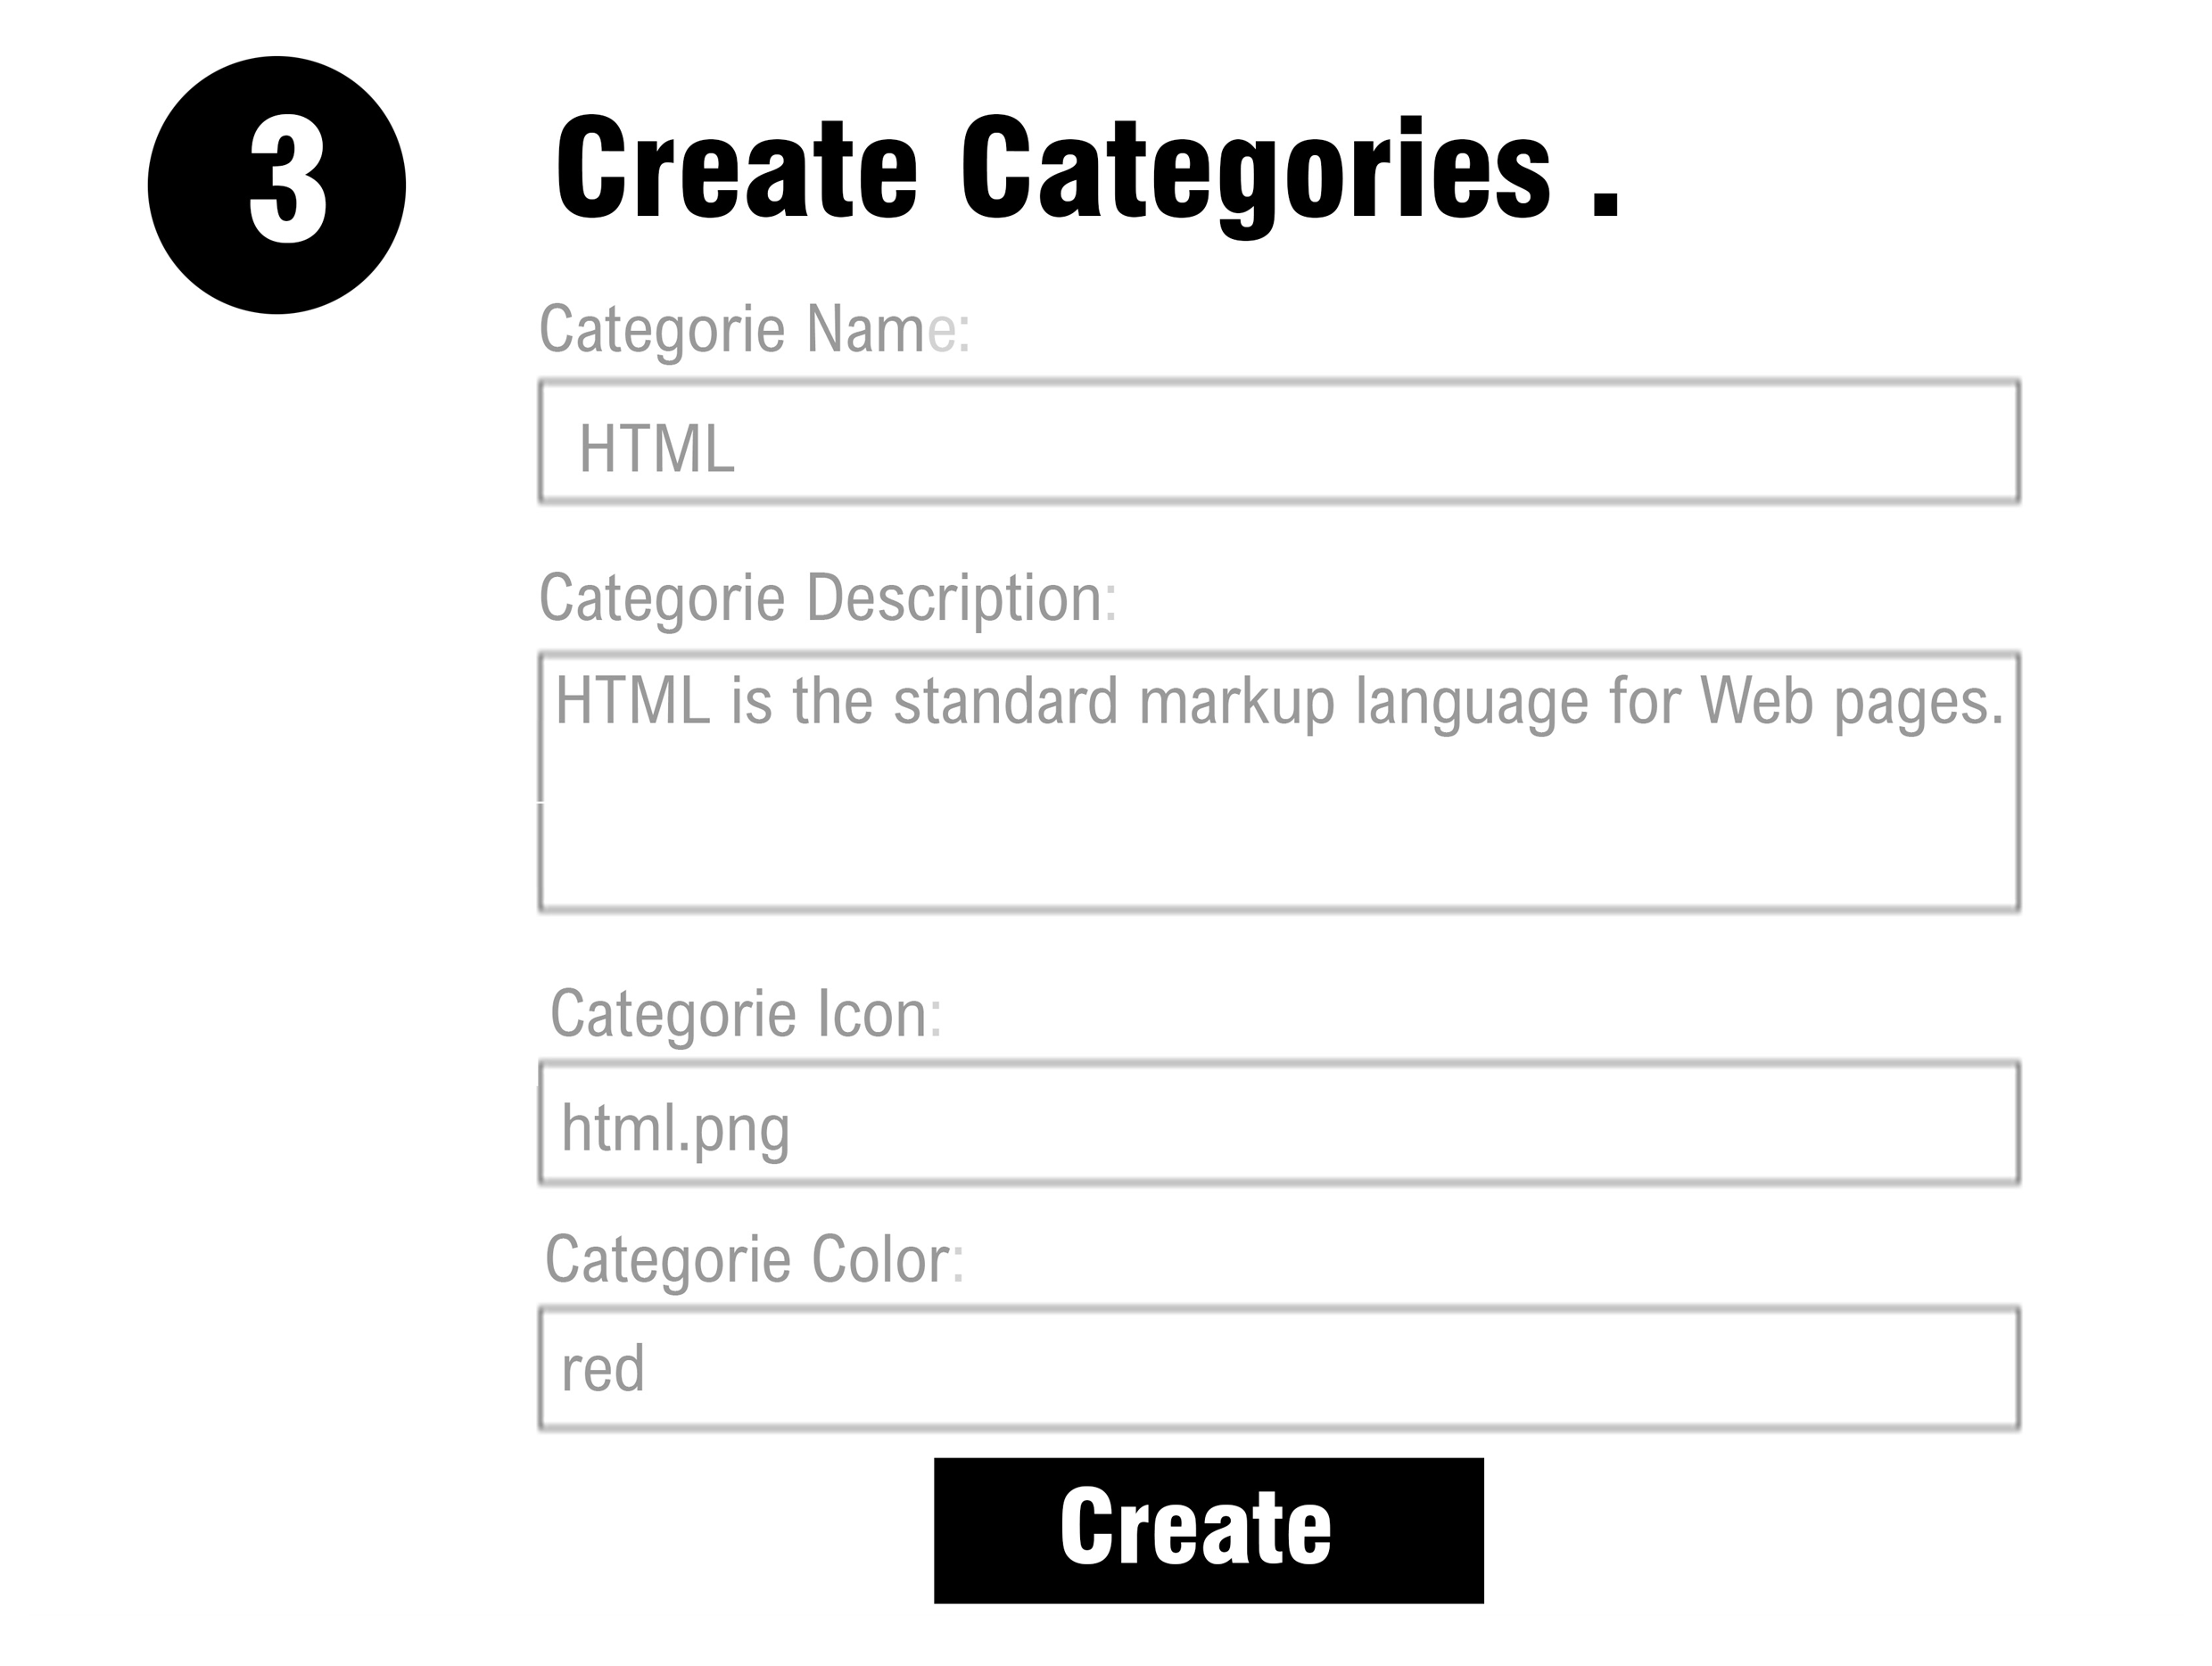 3
Create Categories .
Categorie Name:
HTML
Categorie Description:
HTML is the standard markup language for Web pages.
Categorie Icon:
html.png
Categorie Color:
red
Create